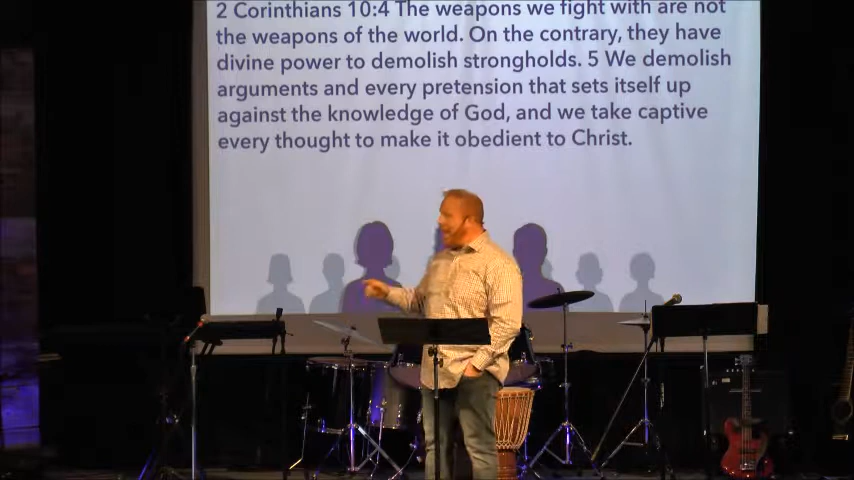 2 Corinthians 10:4 The weapons we fight with are not
the weapons of the world. On the contrary, they have
divine power to demolish strongholds. 5 We demolish
arguments and every pretension that sets itself up
against the knowledge of God, and we take captive
every thought to make it obedient to Christ.